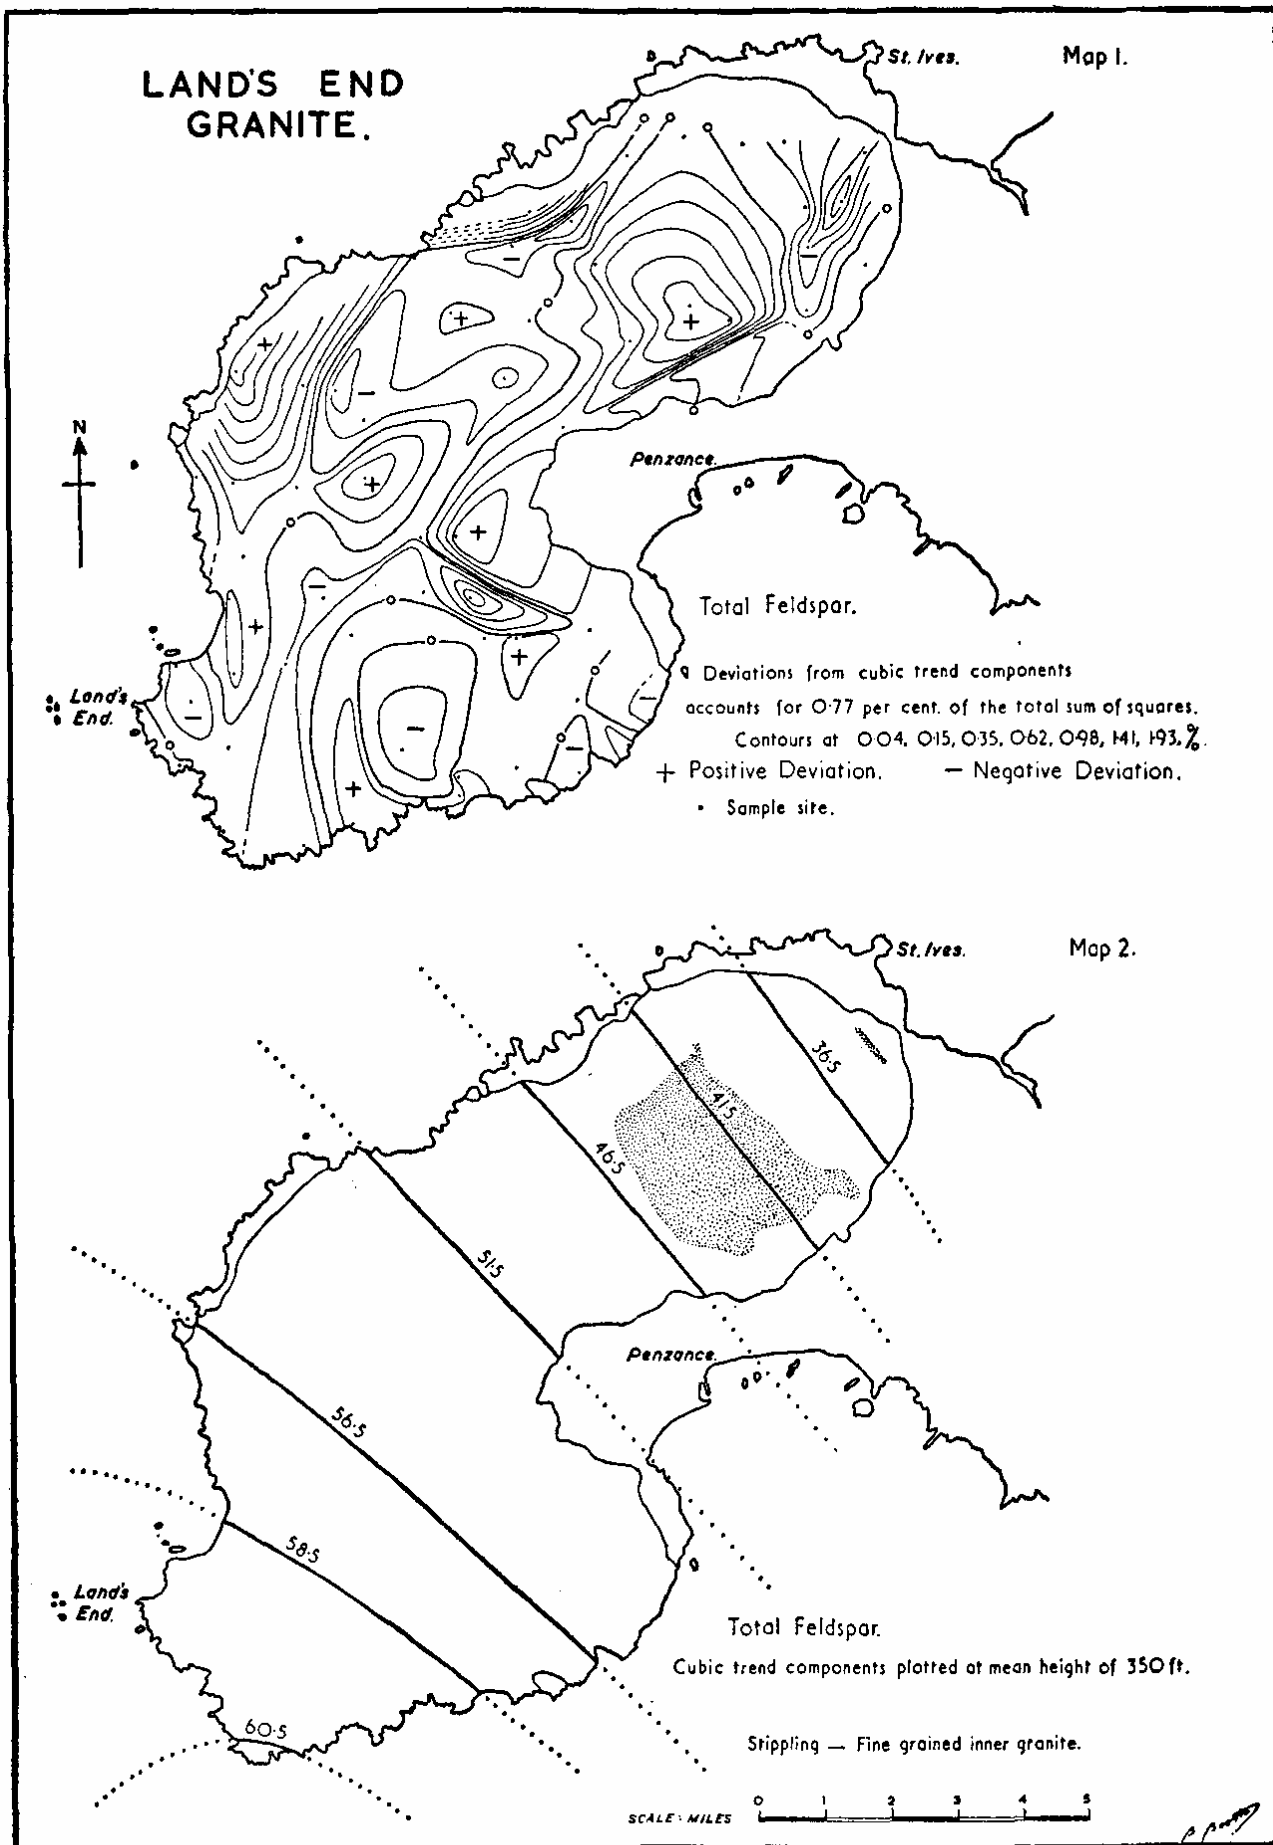 LAND'S END
GRANITE.
St. Ives.
Map 1.
N
Penzance.
Land's
End.
Total Feldspar.
Deviations from cubic trend components
accounts for 0·77 per cent. of the total sum of squares.
Contours at 0·04, 0·15, 0·35, 0·62, 0·98, 1·41, 1·93, %.
+ Positive Deviation. — Negative Deviation.
• Sample site.
St. Ives.
Map 2.
36·5
41·5
46·5
51·5
Penzance.
56·5
58·5
Land's
End.
60·5
Total Feldspar.
Cubic trend components plotted at mean height of 350 ft.
Stippling — Fine grained inner granite.
SCALE : MILES 0 1 2 3 4 5